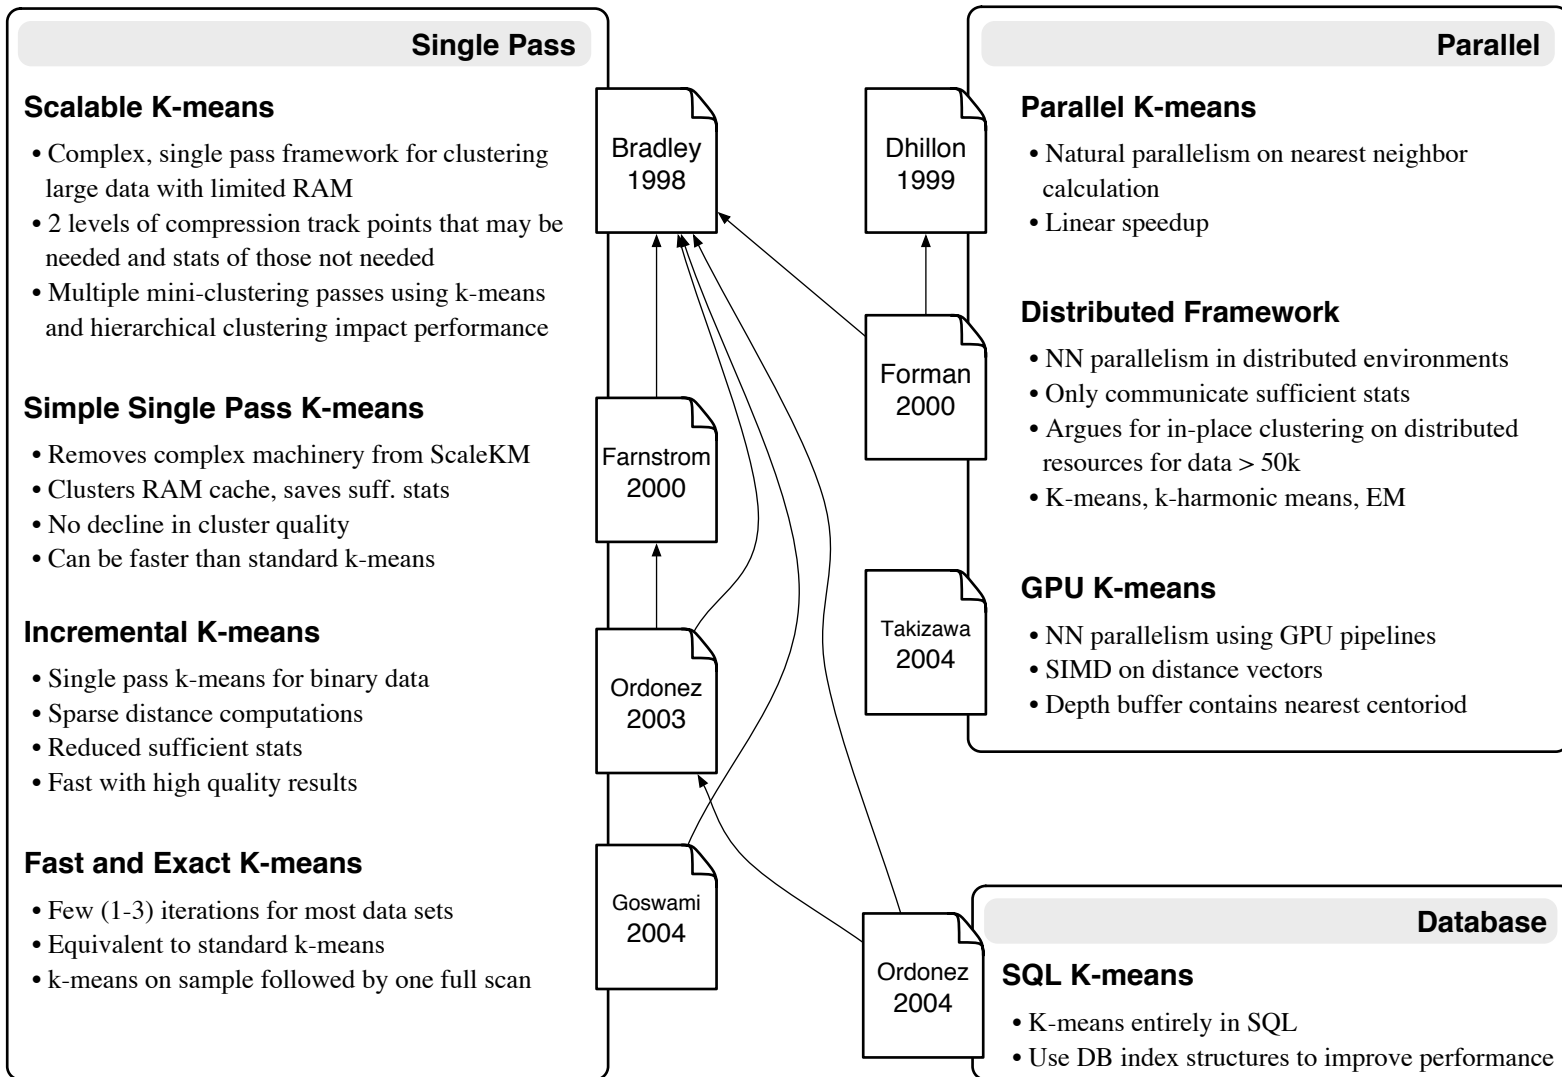 Single Pass
Scalable K-means
• Complex, single pass framework for clustering
large data with limited RAM
• 2 levels of compression track points that may be
needed and stats of those not needed
• Multiple mini-clustering passes using k-means
and hierarchical clustering impact performance
Bradley
1998
Simple Single Pass K-means
• Removes complex machinery from ScaleKM
• Clusters RAM cache, saves suff. stats
• No decline in cluster quality
• Can be faster than standard k-means
Farnstrom
2000
Incremental K-means
• Single pass k-means for binary data
• Sparse distance computations
• Reduced sufficient stats
• Fast with high quality results
Ordonez
2003
Fast and Exact K-means
• Few (1-3) iterations for most data sets
• Equivalent to standard k-means
• k-means on sample followed by one full scan
Goswami
2004
Parallel
Dhillon
1999
Parallel K-means
• Natural parallelism on nearest neighbor
calculation
• Linear speedup
Forman
2000
Distributed Framework
• NN parallelism in distributed environments
• Only communicate sufficient stats
• Argues for in-place clustering on distributed
resources for data > 50k
• K-means, k-harmonic means, EM
Takizawa
2004
GPU K-means
• NN parallelism using GPU pipelines
• SIMD on distance vectors
• Depth buffer contains nearest centoriod
Database
Ordonez
2004
SQL K-means
• K-means entirely in SQL
• Use DB index structures to improve performance